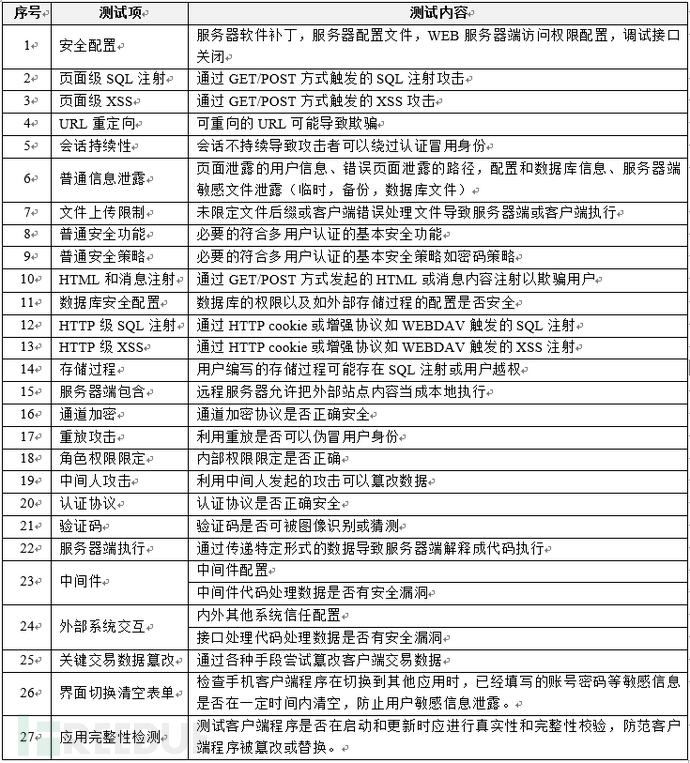 序号 测试项 测试内容
1 安全配置 服务器软件补丁，服务器配置文件，WEB 服务器端访问权限配置，调试接口
关闭
2 页面级 SQL 注射 通过 GET/POST 方式触发的 SQL 注射攻击
3 页面级 XSS 通过 GET/POST 方式触发的 XSS 攻击
4 URL 重定向 可重向的 URL 可能导致欺骗
5 会话持续性 会话不持续导致攻击者可以绕过认证冒用身份
6 普通信息泄露 页面泄露的用户信息、错误页面泄露的路径，配置和数据库信息、服务器端
敏感文件泄露（临时，备份，数据库文件）
7 文件上传限制 未限定文件后缀或客户端错误处理文件导致服务器端或客户端执行
8 普通安全功能 必要的符合多用户认证的基本安全功能
9 普通安全策略 必要的符合多用户认证的基本安全策略如密码策略
10 HTML 和消息注射 通过 GET/POST 方式发起的 HTML 或消息内容注射以欺骗用户
11 数据库安全配置 数据库的权限以及如外部存储过程的配置是否安全
12 HTTP 级 SQL 注射 通过 HTTP cookie 或增强协议如 WEBDAV 触发的 SQL 注射
13 HTTP 级 XSS 通过 HTTP cookie 或增强协议如 WEBDAV 触发的 XSS 注射
14 存储过程 用户编写的存储过程可能存在 SQL 注射或用户越权
15 服务器端包含 远程服务器允许把外部站点内容当成本地执行
16 通道加密 通道加密协议是否正确安全
17 重放攻击 利用重放是否可以伪冒用户身份
18 角色权限限定 内部权限限定是否正确
19 中间人攻击 利用中间人发起的攻击可以篡改数据
20 认证协议 认证协议是否正确安全
21 验证码 验证码是否可被图像识别或猜测
22 服务器端执行 通过传递特定形式的数据导致服务器端解释成代码执行
23 中间件 中间件配置
中间件代码处理数据是否有安全漏洞
24 外部系统交互 内外其他系统信任配置
接口处理代码处理数据是否有安全漏洞
25 关键交易数据篡改 通过各种手段尝试篡改客户端交易数据
26 界面切换清空表单 检查手机客户端程序在切换到其他应用时，已经填写的账号密码等敏感信息
是否在一定时间内清空，防止用户敏感信息泄露。
27 应用完整性检测 测试客户端程序是否在启动和更新时应进行真实性和完整性校验，防范客户
端程序被篡改或替换。